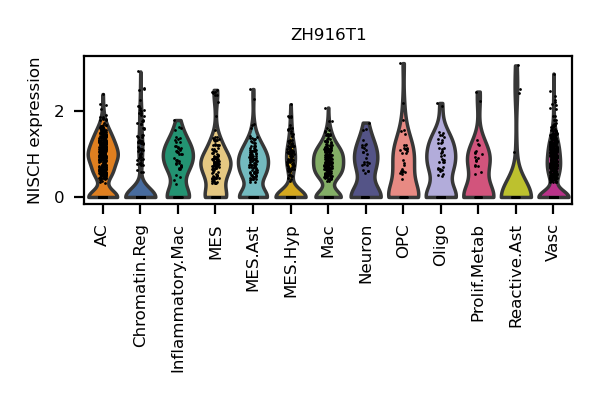 ZH916T1
NISCH expression
2
0
AC
Chromatin.Reg
Inflammatory.Mac
MES
MES.Ast
MES.Hyp
Mac
Neuron
OPC
Oligo
Prolif.Metab
Reactive.Ast
Vasc